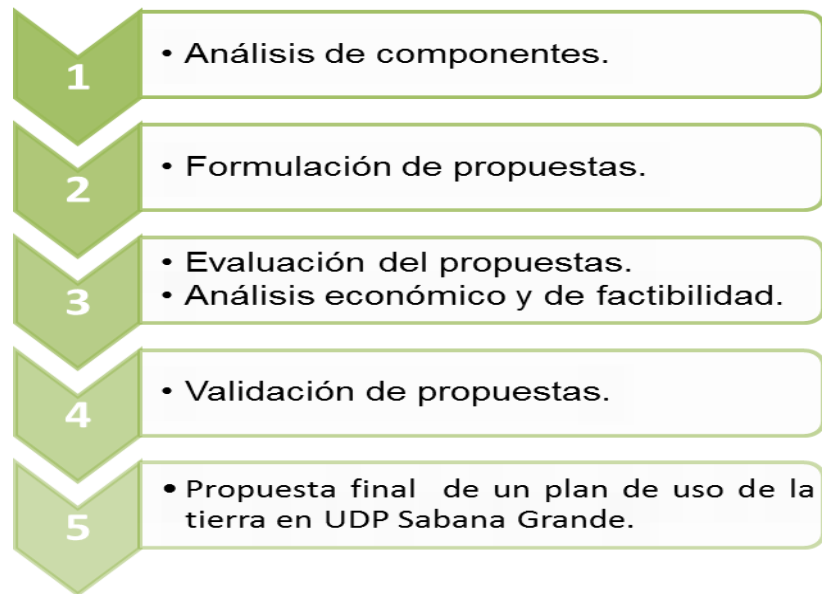 1
• Análisis de componentes.
2
• Formulación de propuestas.
3
• Evaluación del propuestas.
• Análisis económico y de factibilidad.
4
• Validación de propuestas.
5
• Propuesta final de un plan de uso de la
tierra en UDP Sabana Grande.